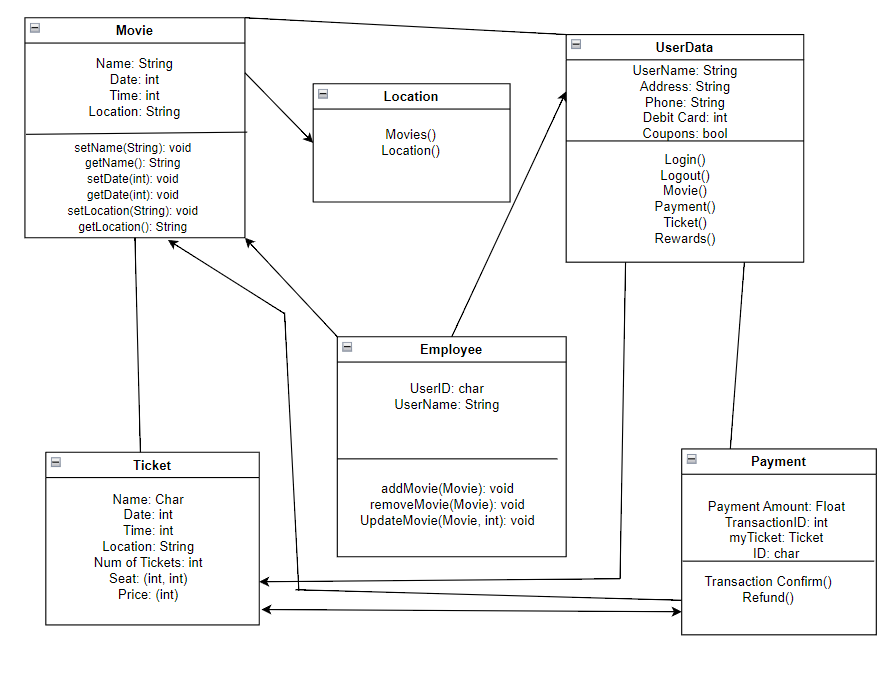 Movie
Name: String
Date: int
Time: int
Location: String
setName(String): void
getName(): String
setDate(int): void
getDate(int): void
setLocation(String): void
getLocation(): String
Location
Movies()
Location()
UserData
UserName: String
Address: String
Phone: String
Debit Card: int
Coupons: bool
Login()
Logout()
Movie()
Payment()
Ticket()
Rewards()
Employee
UserID: char
UserName: String
addMovie(Movie): void
removeMovie(Movie): void
UpdateMovie(Movie, int): void
Ticket
Name: Char
Date: int
Time: int
Location: String
Num of Tickets: int
Seat: (int, int)
Price: (int)
Payment
Payment Amount: Float
TransactionID: int
myTicket: Ticket
ID: char
Transaction Confirm()
Refund()